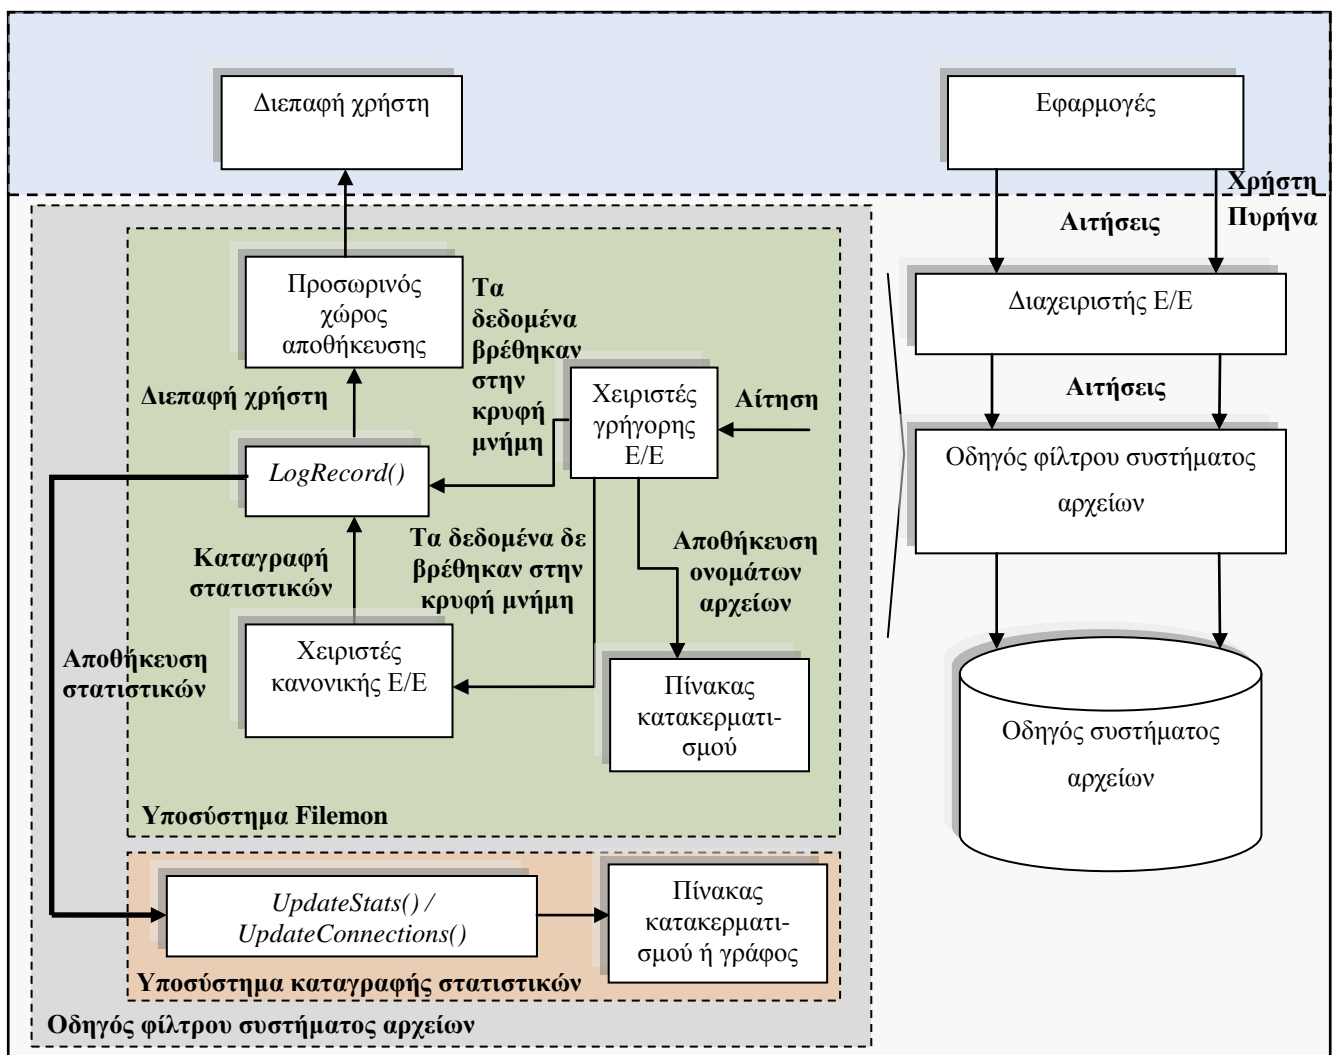 Διεπαφή χρήστη
Εφαρμογές
Χρήστη
Πυρήνα
Αιτήσεις
Προσωρινός
χώρος
αποθήκευσης
Τα
δεδομένα
βρέθηκαν
στην
κρυφή
μνήμη
Διαχειριστής Ε/Ε
Διεπαφή χρήστη
Χειριστές
γρήγορης
Ε/Ε
Αίτηση
Αιτήσεις
LogRecord()
Οδηγός φίλτρου συστήματος
αρχείων
Καταγραφή
στατιστικών
Τα δεδομένα δε
βρέθηκαν στην
κρυφή μνήμη
Αποθήκευση
ονομάτων
αρχείων
Αποθήκευση
στατιστικών
Χειριστές
κανονικής Ε/Ε
Πίνακας
κατακερματι-
σμού
Οδηγός συστήματος
αρχείων
Υποσύστημα Filemon
UpdateStats() /
UpdateConnections()
Πίνακας
κατακερματι-
σμού ή γράφος
Υποσύστημα καταγραφής στατιστικών
Οδηγός φίλτρου συστήματος αρχείων